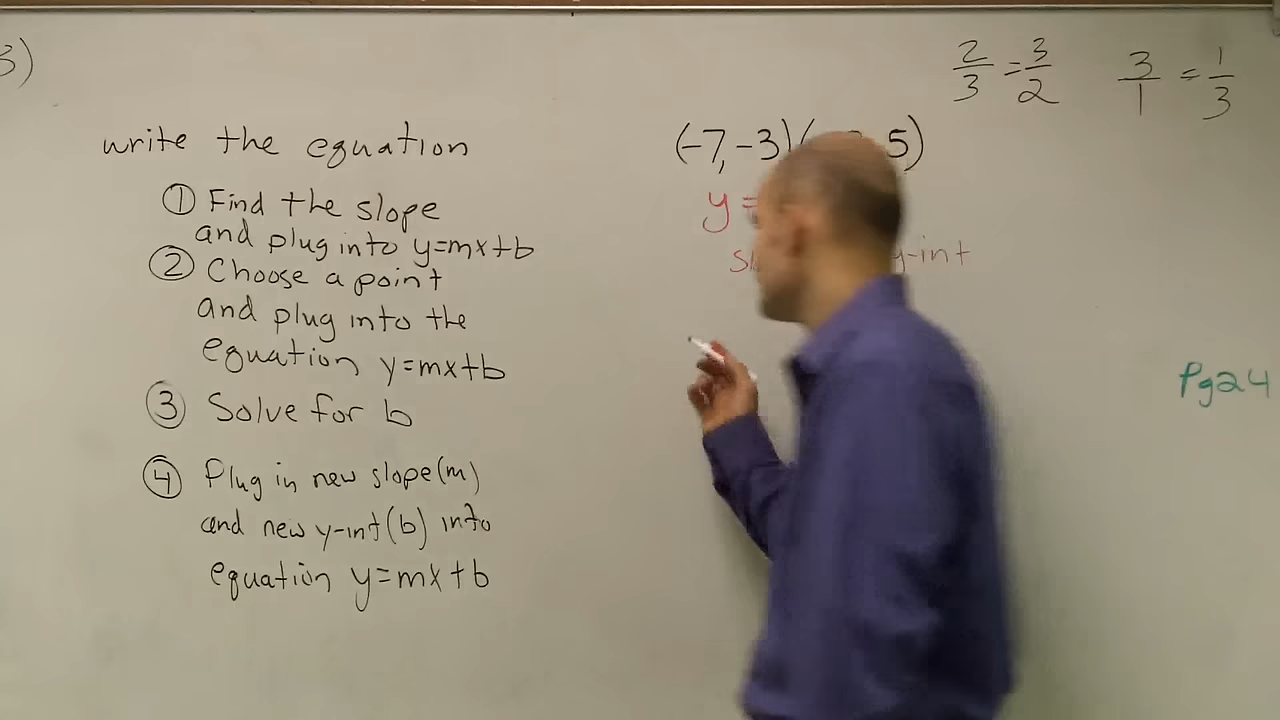 3)
2/3 = 3/2
3/1 = 1/3
write the equation
① Find the slope
and plug into y=mx+b
② Choose a point
and plug into the
equation y=mx+b
③ Solve for b
④ Plug in new slope(m)
and new y-int(b) into
equation y=mx+b
(-7,-3)( 5)
y=
sl y-int
Pg24